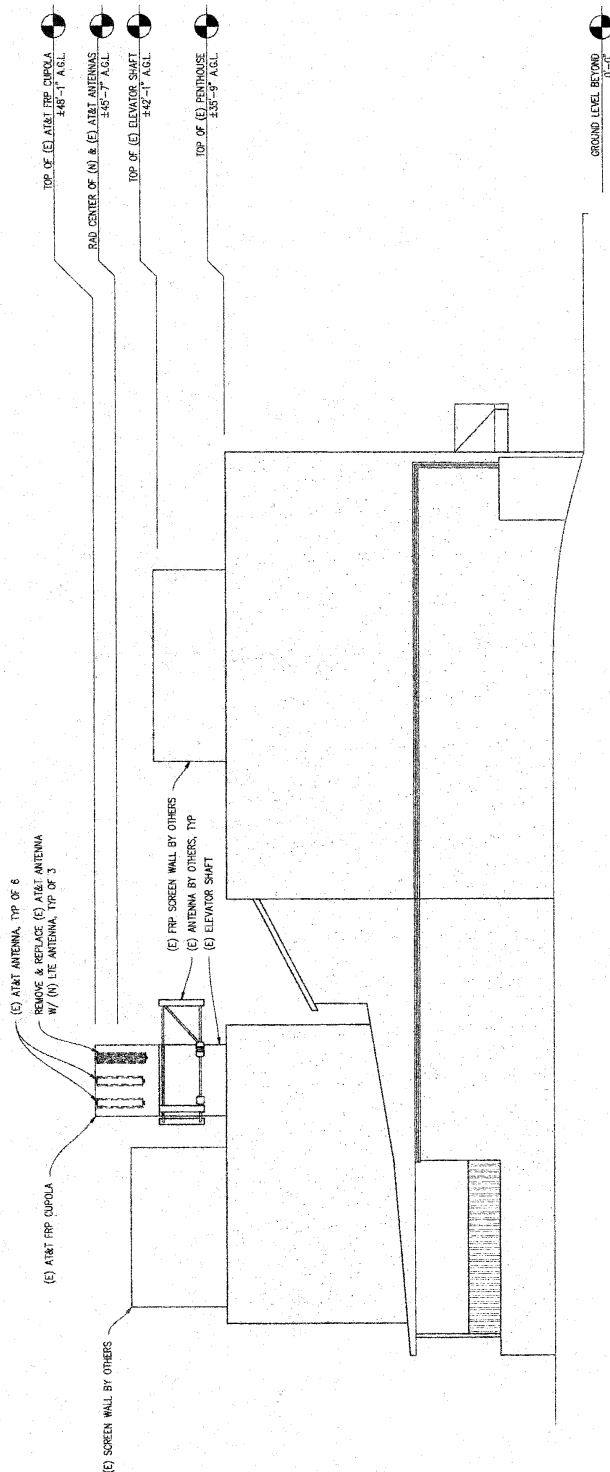 TOP OF (E) AT&T FRP CUPOLA
±48'-1" A.G.L.
RAD CENTER OF (N) & (E) AT&T ANTENNAS
±45'-7" A.G.L.
TOP OF (E) ELEVATOR SHAFT
±42'-1" A.G.L.
TOP OF (E) PENTHOUSE
±35'-9" A.G.L.
GROUND LEVEL BEYOND
0'-0"
(E) AT&T ANTENNA, TYP OF 6
REMOVE & REPLACE (E) AT&T ANTENNA
W/ (N) LTE ANTENNA, TYP OF 3
(E) FRP SCREEN WALL BY OTHERS
(E) ANTENNA BY OTHERS, TYP
(E) ELEVATOR SHAFT
(E) AT&T FRP CUPOLA
(E) SCREEN WALL BY OTHERS